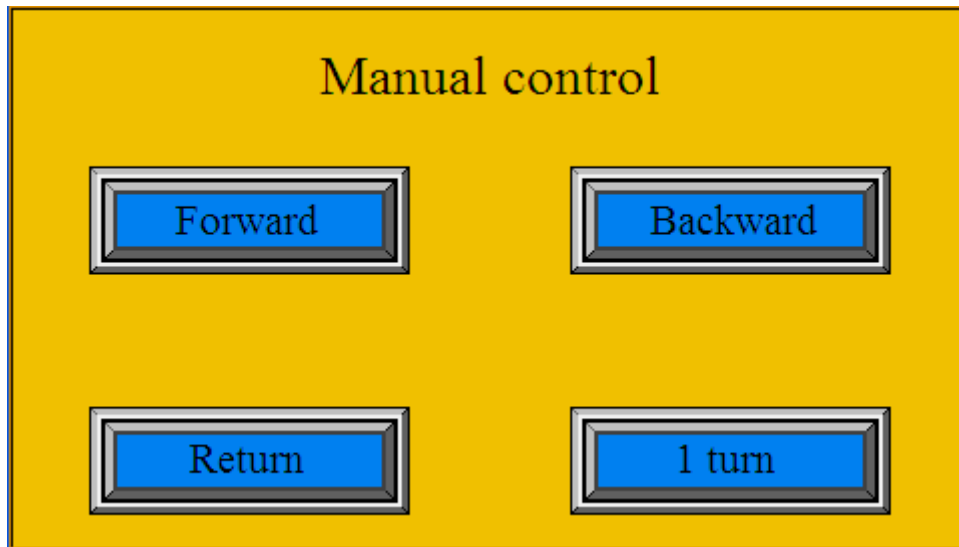 Manual control
Forward
Backward
Return
1 turn